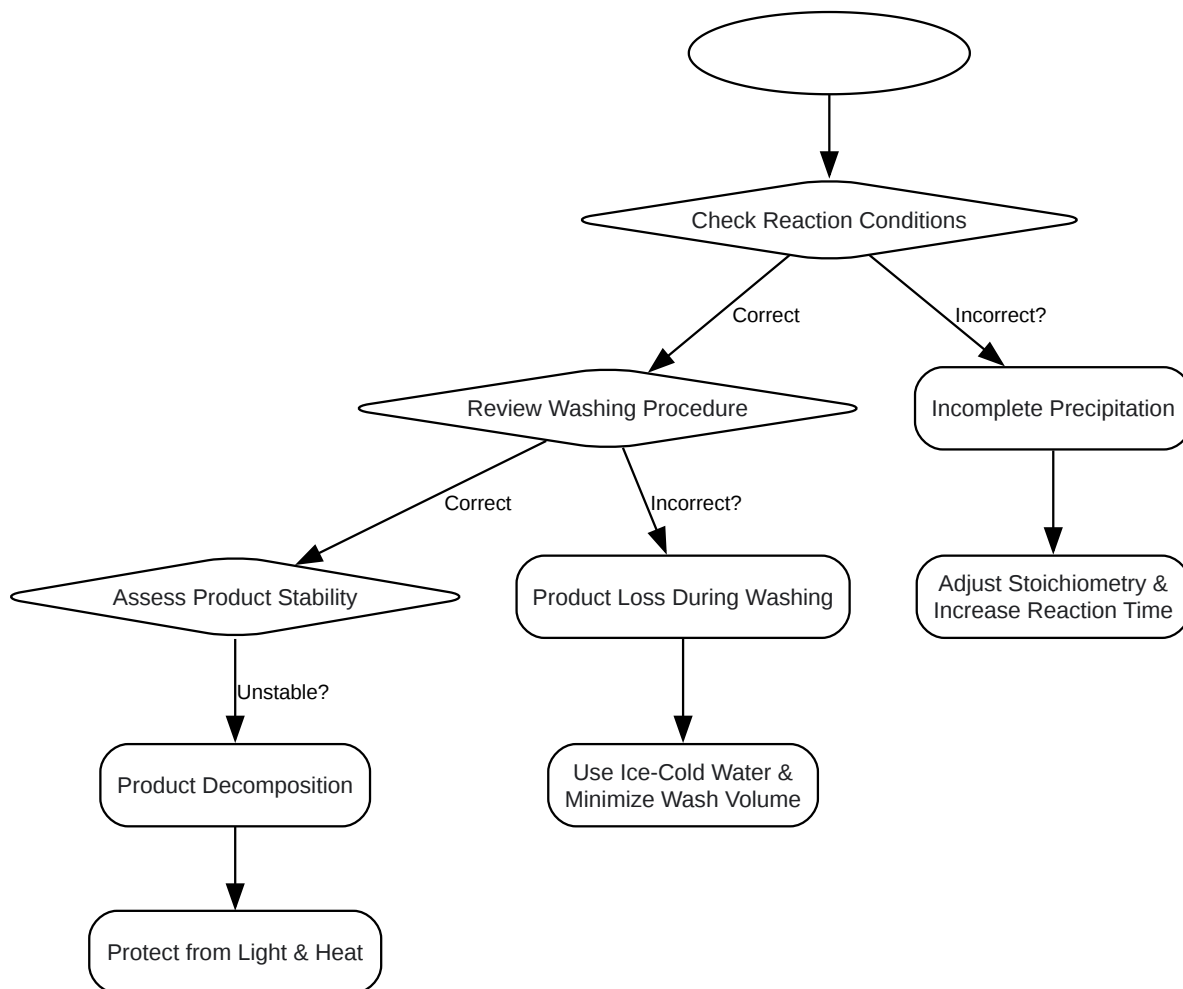 Check Reaction Conditions
Correct
Incorrect?
Review Washing Procedure
Incomplete Precipitation
Correct
Incorrect?
Assess Product Stability
Product Loss During Washing
Adjust Stoichiometry &
Increase Reaction Time
Unstable?
Product Decomposition
Use Ice-Cold Water &
Minimize Wash Volume
Protect from Light & Heat